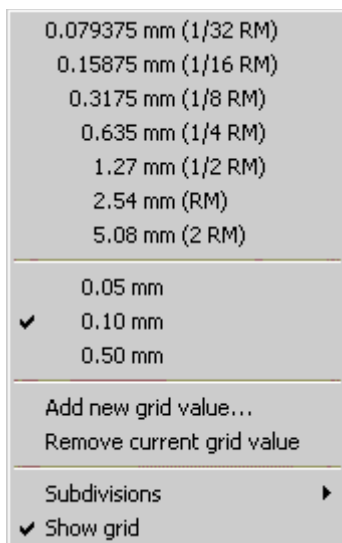 0.079375 mm (1/32 RM)
0.15875 mm (1/16 RM)
0.3175 mm (1/8 RM)
0.635 mm (1/4 RM)
1.27 mm (1/2 RM)
2.54 mm (RM)
5.08 mm (2 RM)
0.05 mm
0.10 mm
0.50 mm
Add new grid value...
Remove current grid value
Subdivisions
Show grid